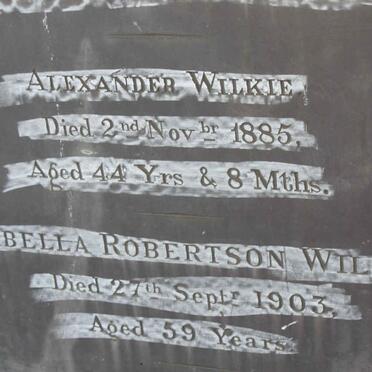 ALEXANDER WILKIE
Died 2nd Novbr 1885,
Aged 44 Yrs & 8 Mths.
BELLA ROBERTSON WIL
Died 27th Septr 1903,
Aged 59 Years